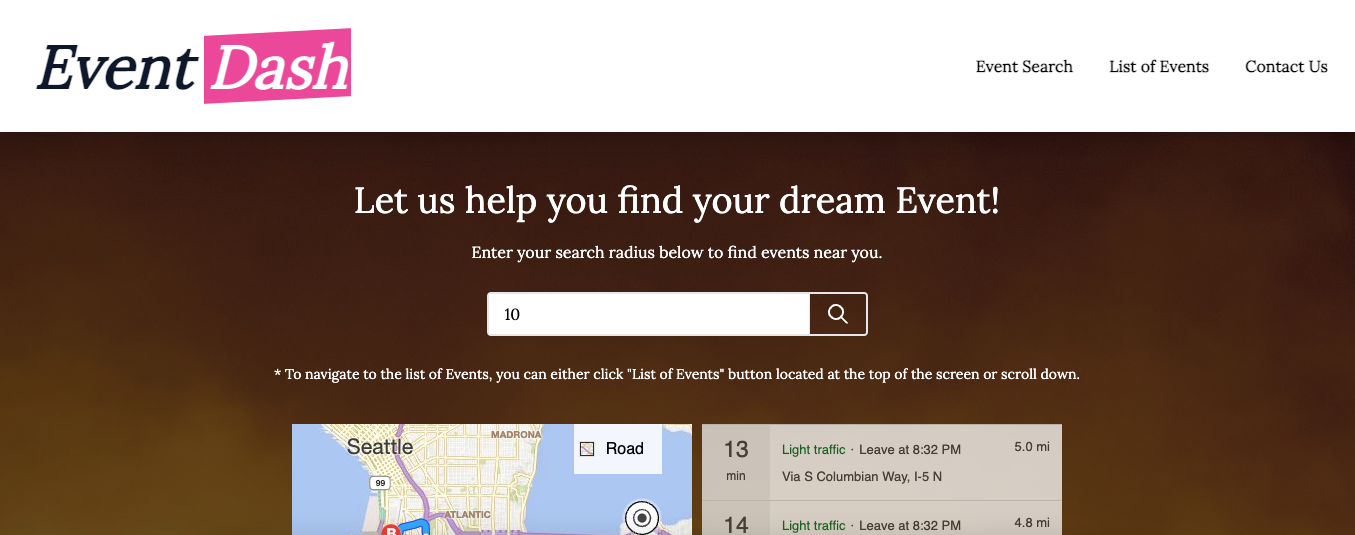 Event Dash
Event Search List of Events Contact Us
Let us help you find your dream Event!
Enter your search radius below to find events near you.
10
* To navigate to the list of Events, you can either click "List of Events" button located at the top of the screen or scroll down.
Seattle
MADRONA
Road
99
ATLANTIC
B
13 min
Light traffic · Leave at 8:32 PM 5.0 mi
Via S Columbian Way, I-5 N
14
Light traffic · Leave at 8:32 PM 4.8 mi